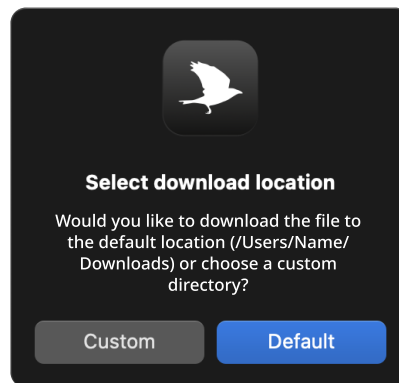 Select download location
Would you like to download the file to
the default location (/Users/Name/
Downloads) or choose a custom
directory?
Custom
Default